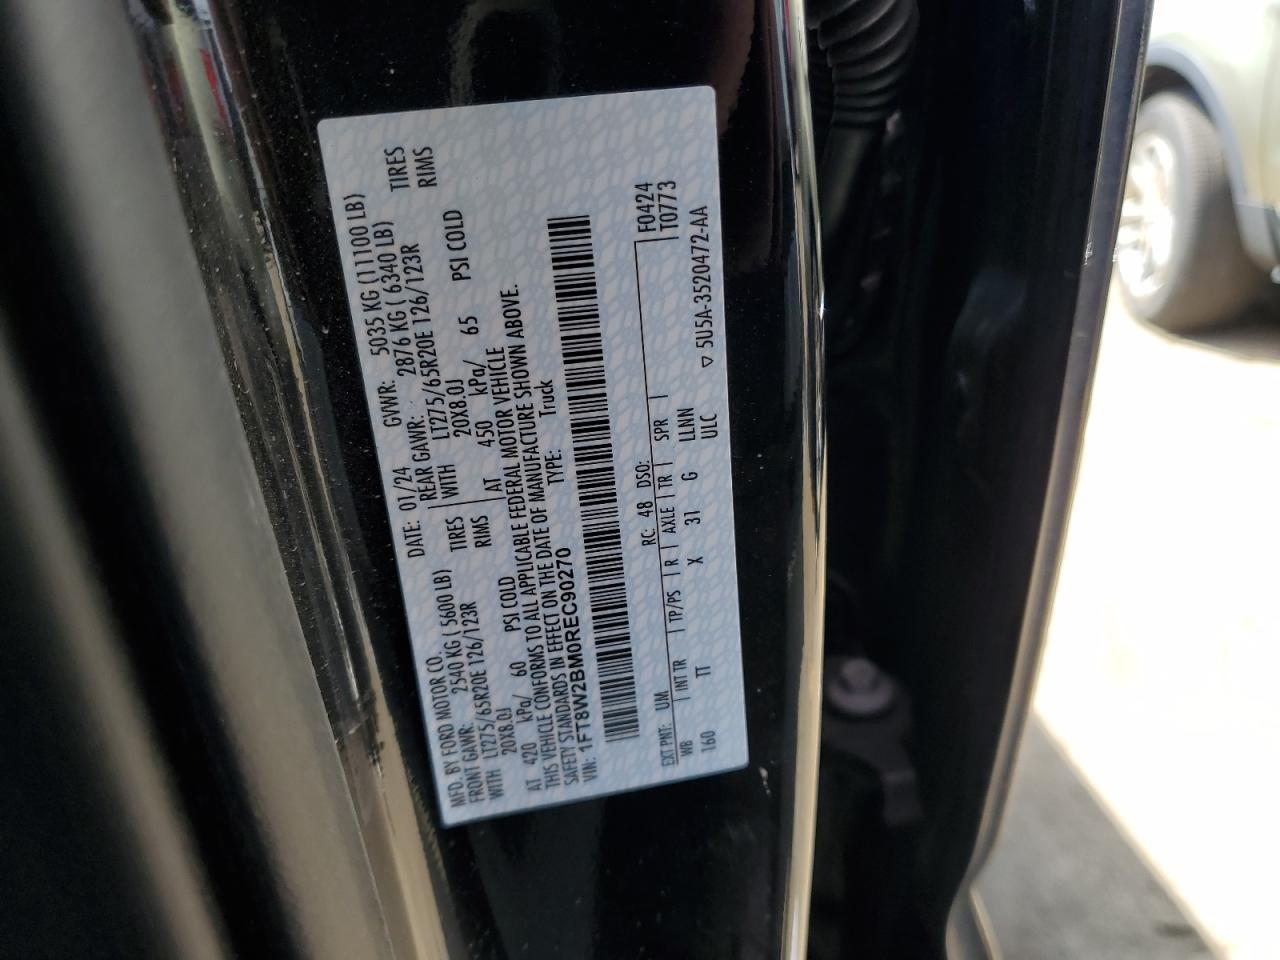 MFD. BY FORD MOTOR CO.
DATE: 01/24 GVWR: 5035 KG (11100 LB)
FRONT GAWR: 2540 KG ( 5600 LB) REAR GAWR: 2876 KG ( 6340 LB)
WITH LT275/65R20E 126/123R TIRES WITH LT275/65R20E 126/123R TIRES
20X8.0J RIMS 20X8.0J RIMS
AT 420 kPa/ 60 PSI COLD AT 450 kPa/ 65 PSI COLD
THIS VEHICLE CONFORMS TO ALL APPLICABLE FEDERAL MOTOR VEHICLE
SAFETY STANDARDS IN EFFECT ON THE DATE OF MANUFACTURE SHOWN ABOVE.
VIN: 1FT8W2BM0REC90270 TYPE: Truck
EXT PNT: UM RC: 48 DSO: F0424
WB INT TR TP/PS R AXLE TR SPR T0773
160 TT X 31 G LLNN
ULC ▽ 5U5A-3520472-AA